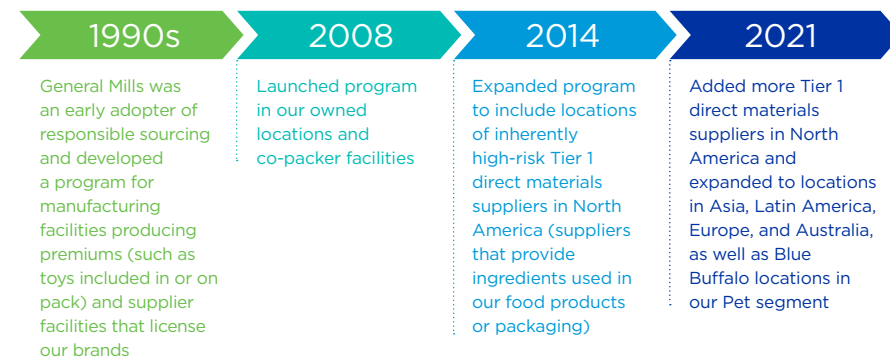 1990s
General Mills was
an early adopter of
responsible sourcing
and developed
a program for
manufacturing
facilities producing
premiums (such as
toys included in or on
pack) and supplier
facilities that license
our brands
2008
Launched program
in our owned
locations and
co-packer facilities
2014
Expanded program
to include locations
of inherently
high-risk Tier 1
direct materials
suppliers in North
America (suppliers
that provide
ingredients used in
our food products
or packaging)
2021
Added more Tier 1
direct materials
suppliers in North
America and
expanded to locations
in Asia, Latin America,
Europe, and Australia,
as well as Blue
Buffalo locations in
our Pet segment